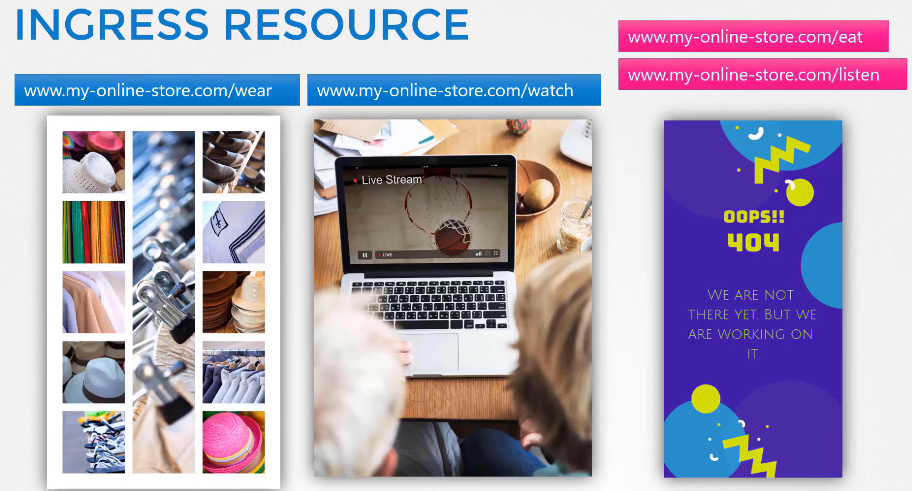 INGRESS RESOURCE
www.my-online-store.com/eat
www.my-online-store.com/listen
www.my-online-store.com/wear
www.my-online-store.com/watch
Live Stream
LIVE
OOPS!!
404
WE ARE NOT
THERE YET. BUT WE
ARE WORKING ON
IT